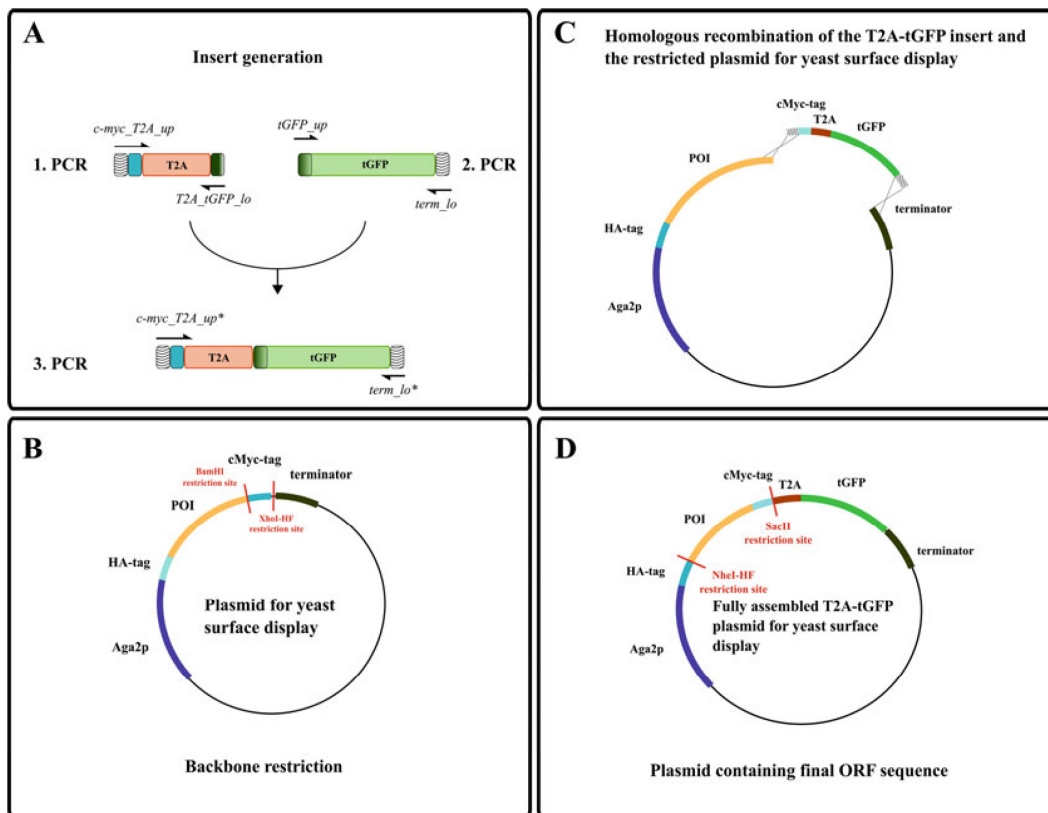 A
Insert generation
c-myc_T2A_up
tGFP_up
1. PCR
T2A
tGFP
2. PCR
T2A_tGFP_lo
term_lo
c-myc_T2A_up*
3. PCR
T2A
tGFP
term_lo*
B
cMyc-tag
BamHI
restriction site
terminator
POI
XhoI-HF
restriction site
HA-tag
Plasmid for yeast
surface display
Aga2p
Backbone restriction
C
Homologous recombination of the T2A-tGFP insert and
the restricted plasmid for yeast surface display
cMyc-tag
T2A
tGFP
POI
terminator
HA-tag
Aga2p
D
cMyc-tag
T2A
tGFP
POI
SacII
restriction site
terminator
HA-tag
NheI-HF
restriction site
Fully assembled T2A-tGFP
plasmid for yeast surface
display
Aga2p
Plasmid containing final ORF sequence